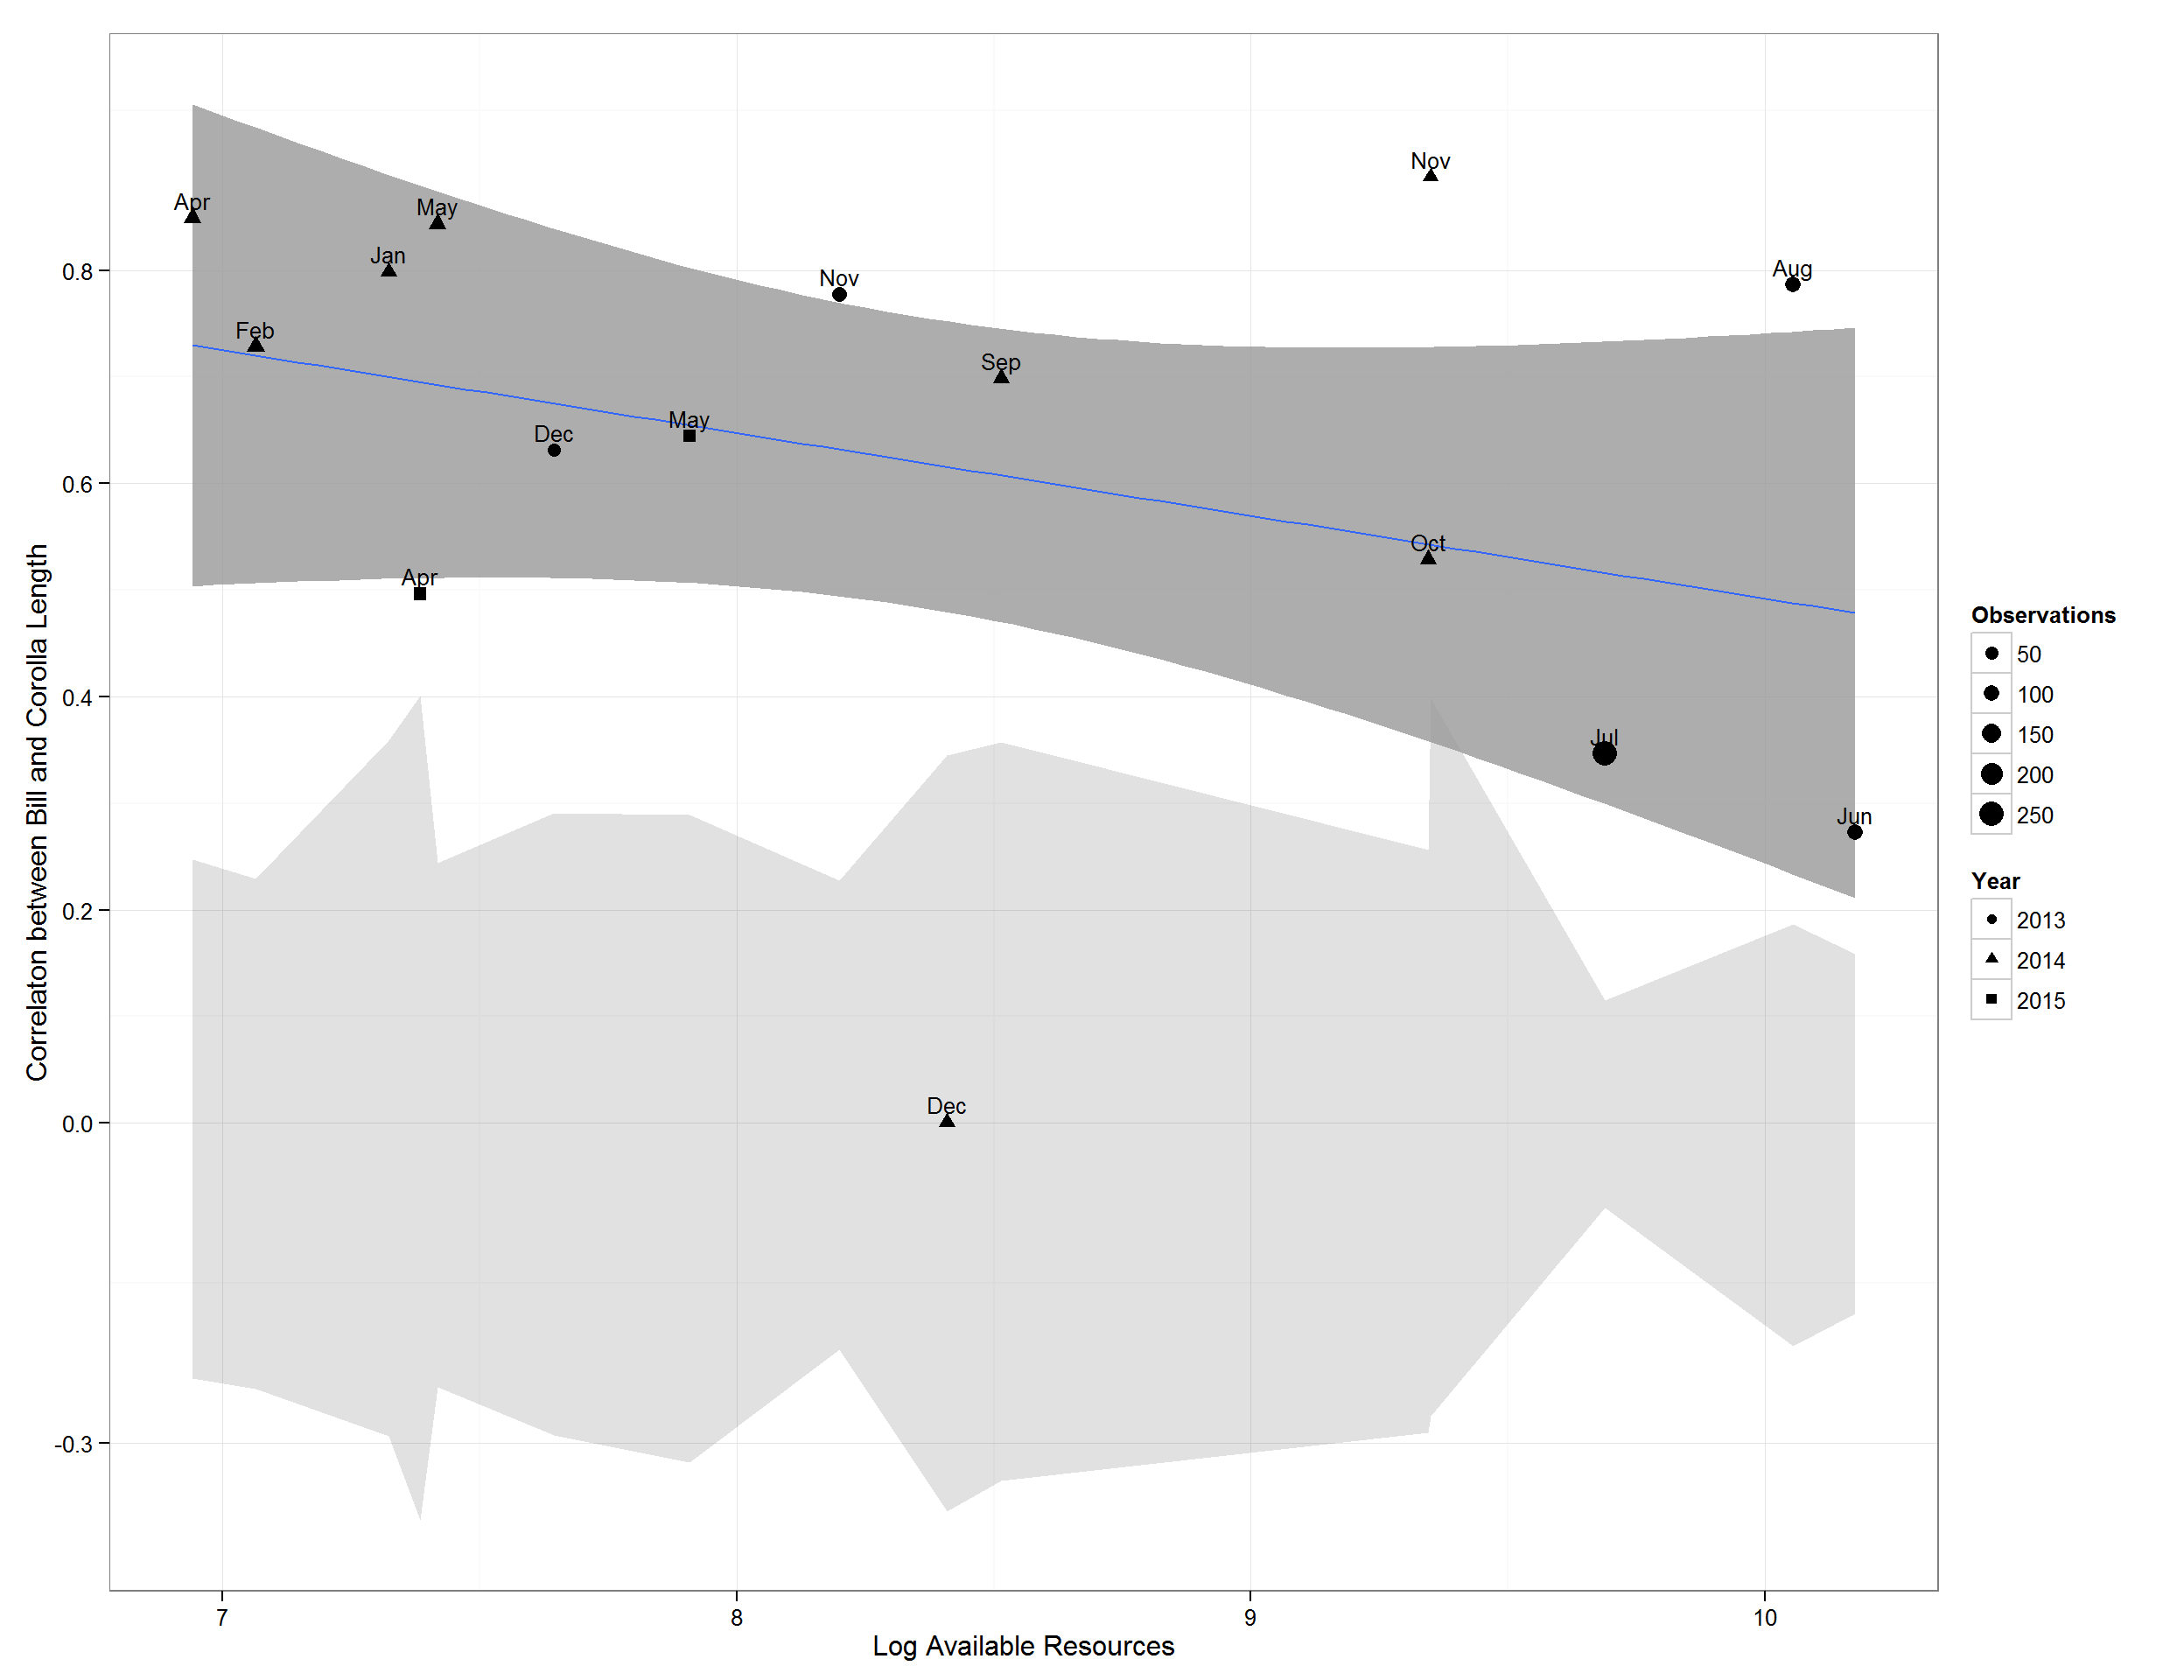 Nov
Apr
May
Jan
Aug
Nov
Feb
Sep
May
Dec
Oct
Apr
Jul
Jun
Dec
0.8
0.6
0.4
0.2
0.0
-0.3
7
8
9
10
Log Available Resources
Correlaton between Bill and Corolla Length
Observations
50
100
150
200
250
Year
2013
2014
2015